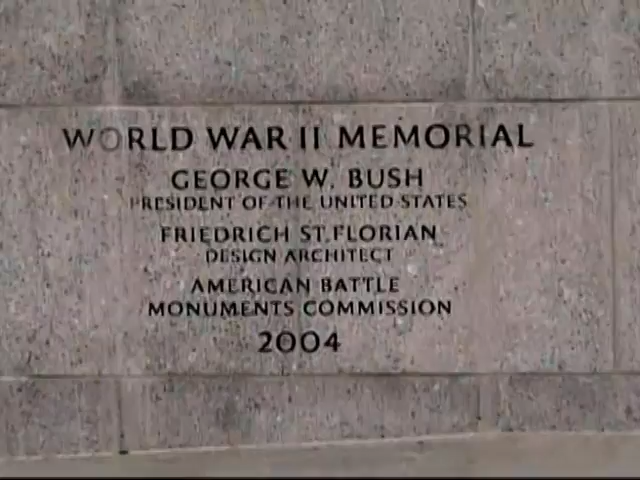 WORLD WAR II MEMORIAL
GEORGE W. BUSH
PRESIDENT OF THE UNITED STATES
FRIEDRICH ST.FLORIAN
DESIGN ARCHITECT
AMERICAN BATTLE
MONUMENTS COMMISSION
2004